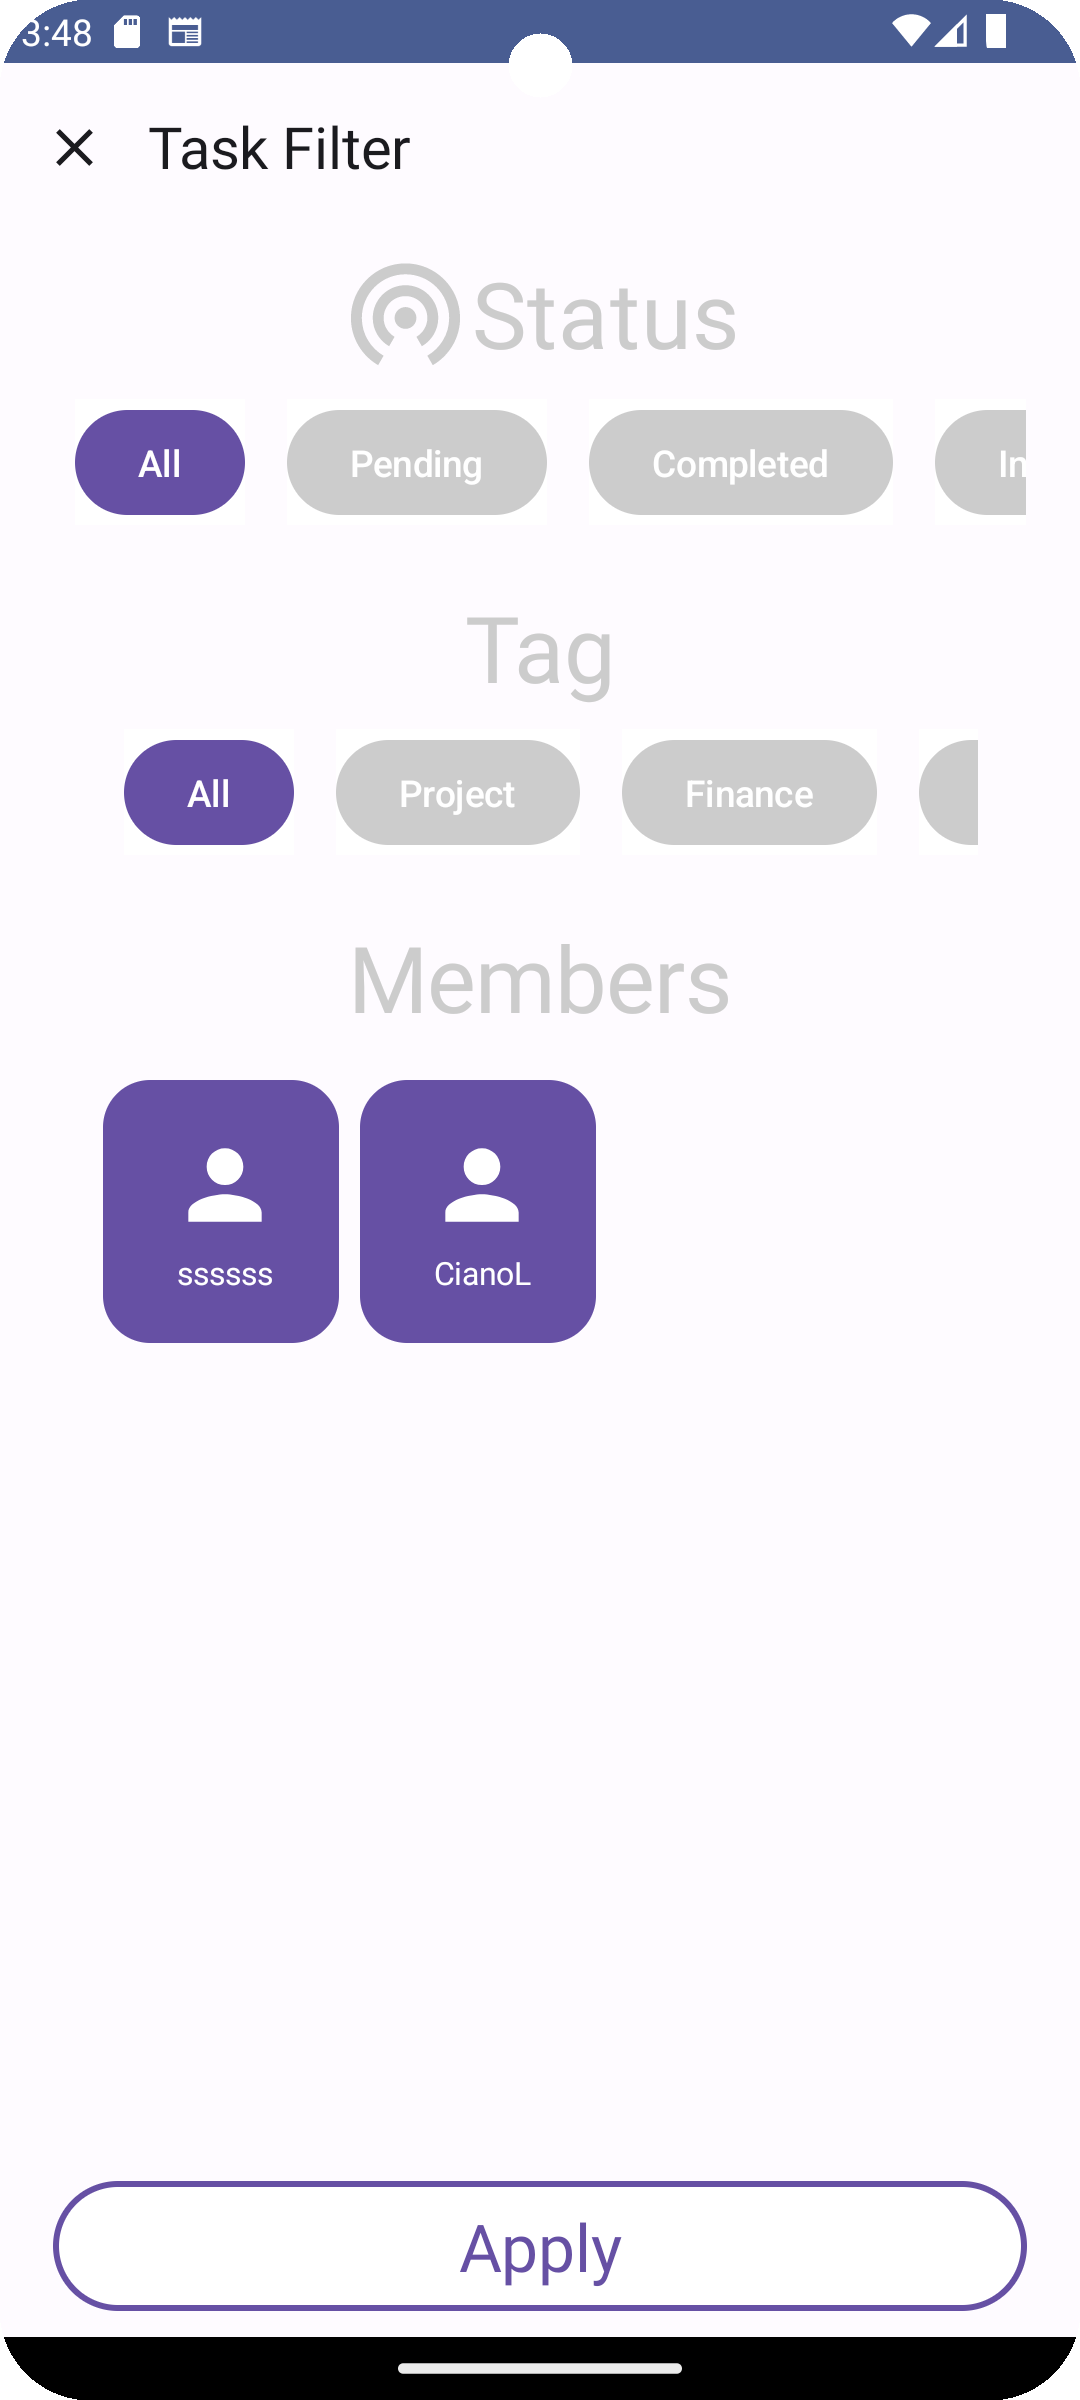 3:48
Task Filter
Status
All Pending Completed In
Tag
All Project Finance
Members
ssssss CianoL
Apply